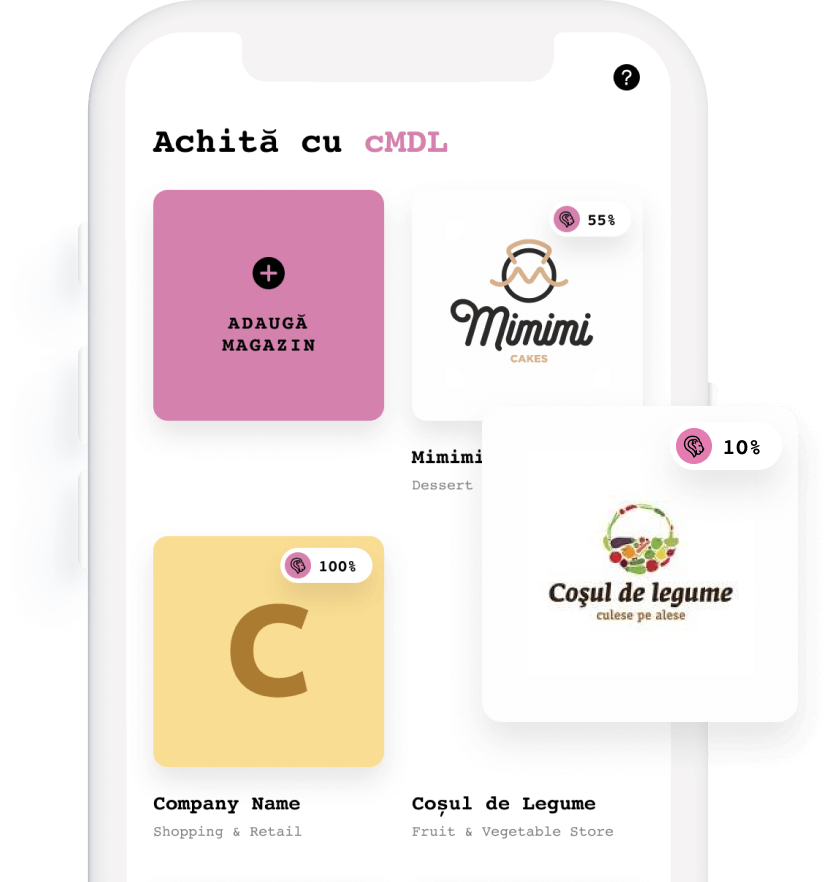 ?
Achită cu cMDL
ADAUGĂ
MAGAZIN
55%
Mimimi
CAKES
Mimimi
Dessert
10%
Coşul de legume
culese pe alese
100%
C
Company Name
Shopping & Retail
Coșul de Legume
Fruit & Vegetable Store